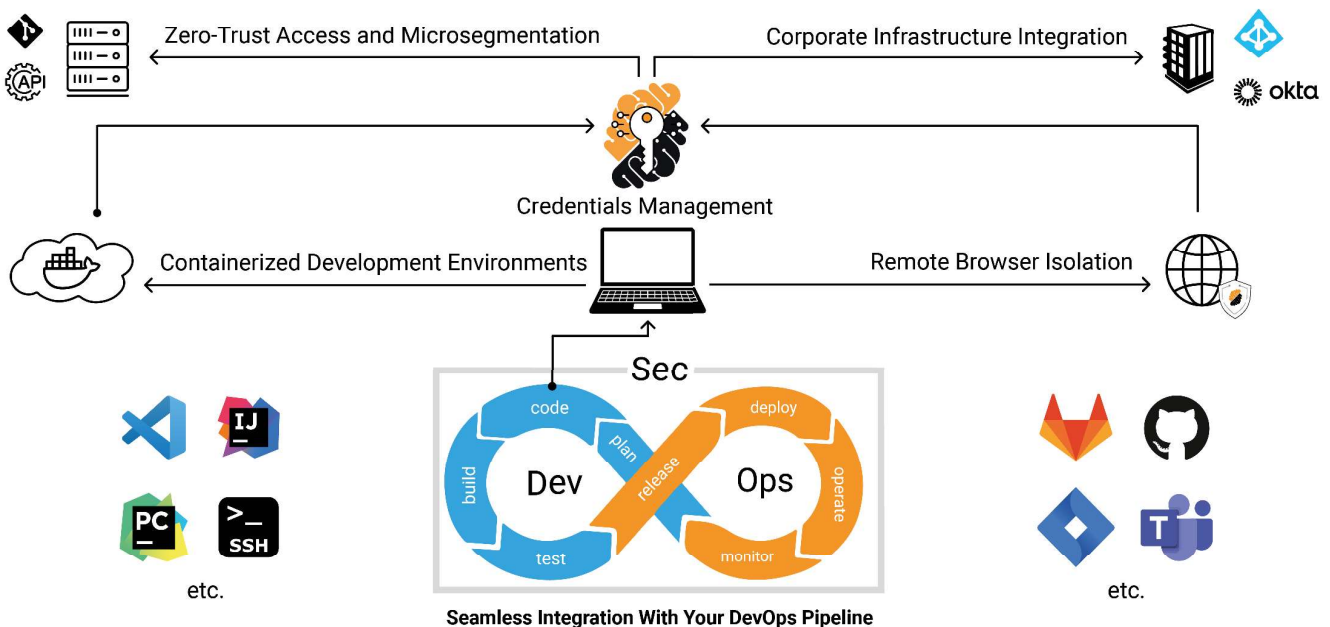 Zero-Trust Access and Microsegmentation
Corporate Infrastructure Integration
API
okta
Credentials Management
Containerized Development Environments
Remote Browser Isolation
Sec
code
deploy
plan
build
Dev
release
Ops
operate
test
monitor
IJ
PC
>_
SSH
T
etc.
etc.
Seamless Integration With Your DevOps Pipeline